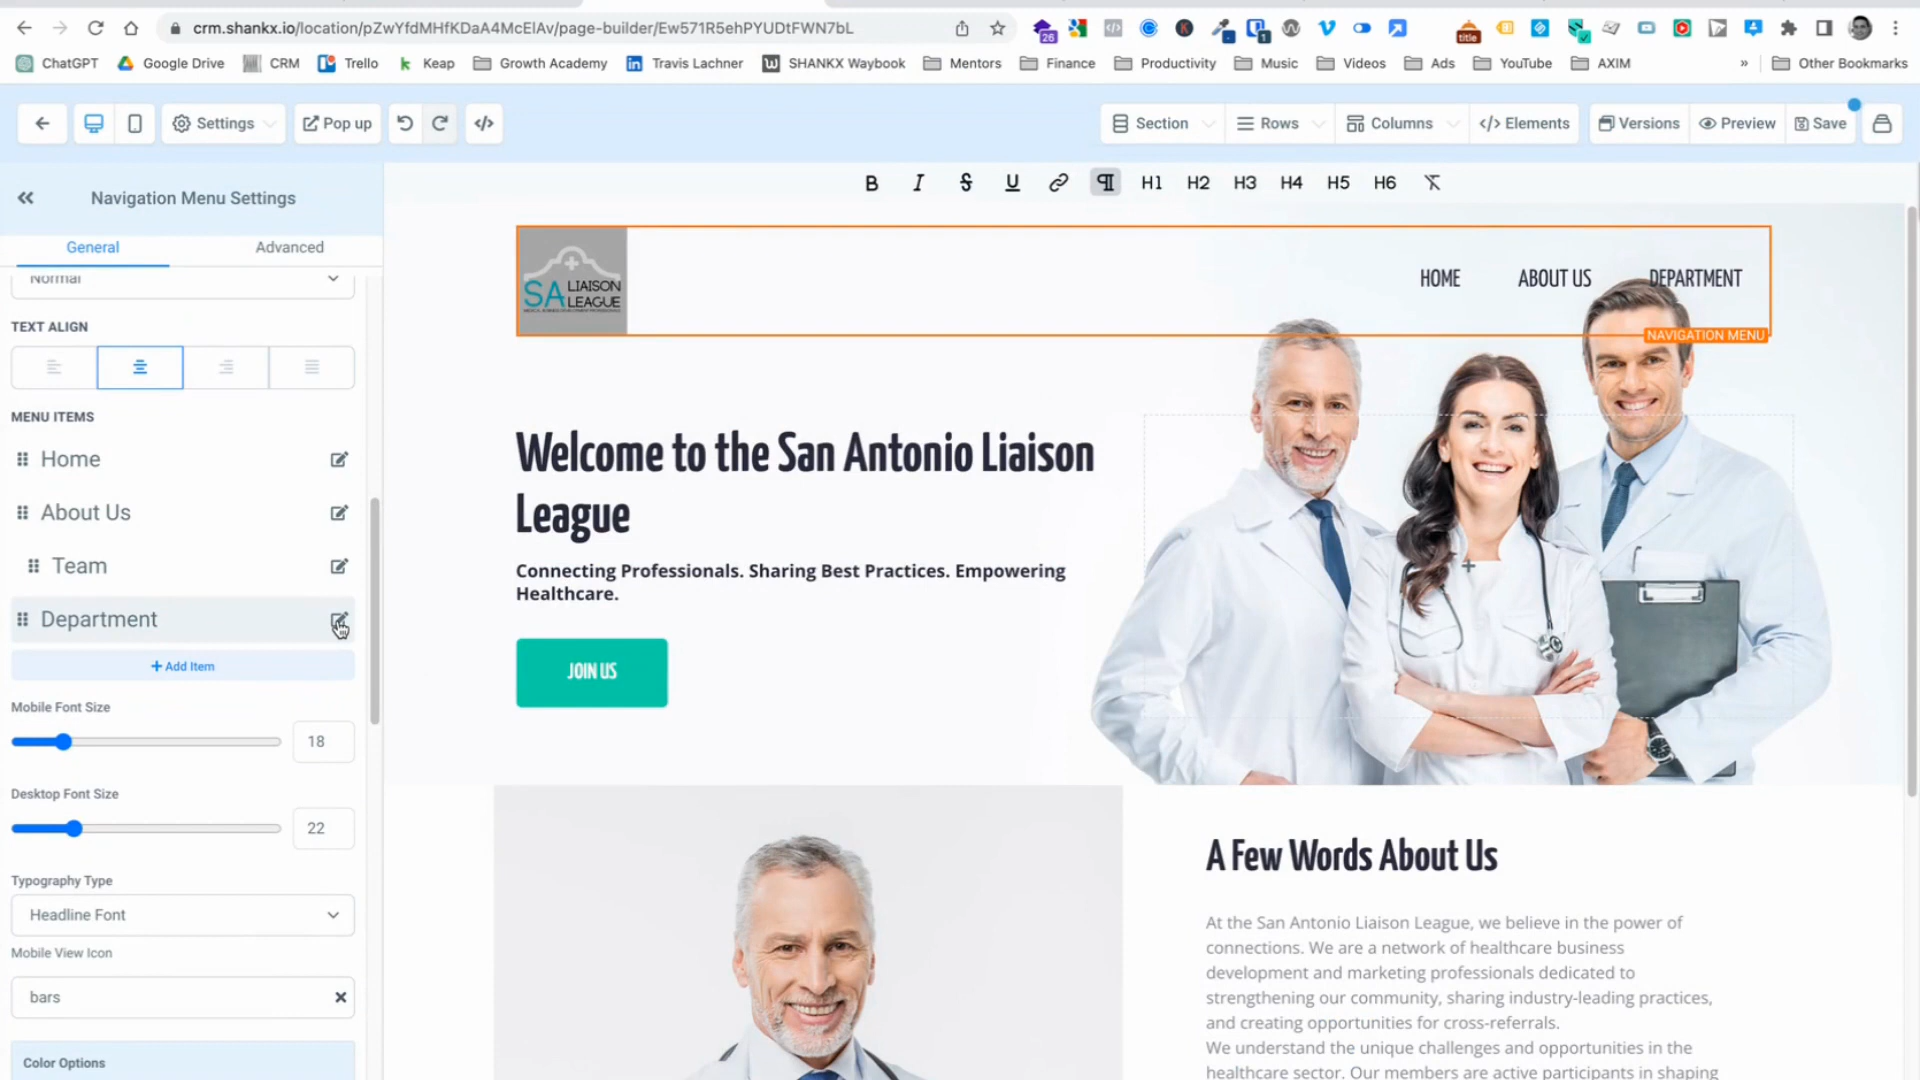 crm.shankx.io/location/pZwYfdMHfKDaA4McElAv/page-builder/Ew571R5ehPYUDtFWN7bL
26
1
title
ChatGPT
Google Drive
CRM
Trello
Keap
Growth Academy
Travis Lachner
SHANKX Waybook
Mentors
Finance
Productivity
Music
Videos
Ads
YouTube
AXIM
»
Other Bookmarks
Settings
Pop up
</>
Section
Rows
Columns
</> Elements
Versions
Preview
Save
Navigation Menu Settings
B I S U H1 H2 H3 H4 H5 H6
General
Advanced
Normal
TEXT ALIGN
MENU ITEMS
Home
About Us
Team
Department
+ Add Item
Mobile Font Size
18
Desktop Font Size
22
Typography Type
Headline Font
Mobile View Icon
bars
Color Options
SA LIAISON
LEAGUE
HOME
ABOUT US
DEPARTMENT
NAVIGATION MENU
Welcome to the San Antonio Liaison
League
Connecting Professionals. Sharing Best Practices. Empowering
Healthcare.
JOIN US
A Few Words About Us
At the San Antonio Liaison League, we believe in the power of
connections. We are a network of healthcare business
development and marketing professionals dedicated to
strengthening our community, sharing industry-leading practices,
and creating opportunities for cross-referrals.
We understand the unique challenges and opportunities in the
healthcare sector. Our members are active participants in shaping